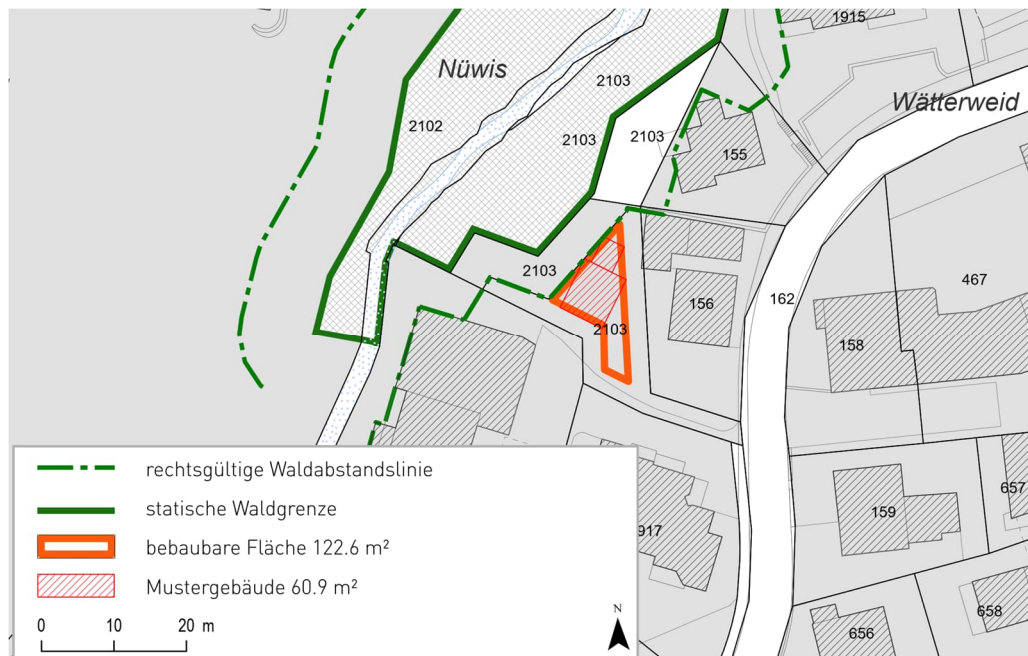 1915
Nüwis
2103
Wätterweid
2102
2103
2103
155
2103
467
156
162
2103
158
657
159
917
rechtsgültige Waldabstandslinie
statische Waldgrenze
bebaubare Fläche 122.6 m²
Mustergebäude 60.9 m²
0 10 20 m
N
658
656